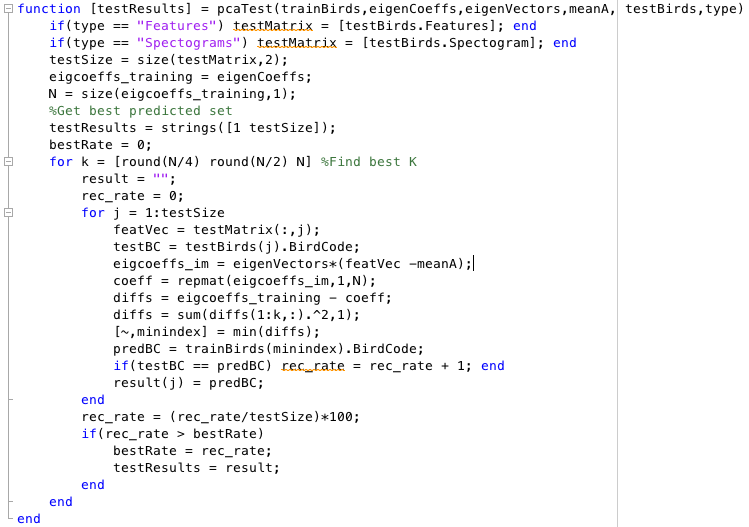 function [testResults] = pcaTest(trainBirds,eigenCoeffs,eigenVectors,meanA, testBirds,type)
    if(type == "Features") testMatrix = [testBirds.Features]; end
    if(type == "Spectograms") testMatrix = [testBirds.Spectogram]; end
    testSize = size(testMatrix,2);
    eigcoeffs_training = eigenCoeffs;
    N = size(eigcoeffs_training,1);
    %Get best predicted set
    testResults = strings([1 testSize]);
    bestRate = 0;
    for k = [round(N/4) round(N/2) N] %Find best K
        result = "";
        rec_rate = 0;
        for j = 1:testSize
            featVec = testMatrix(:,j);
            testBC = testBirds(j).BirdCode;
            eigcoeffs_im = eigenVectors*(featVec -meanA);
            coeff = repmat(eigcoeffs_im,1,N);
            diffs = eigcoeffs_training - coeff;
            diffs = sum(diffs(1:k,:).^2,1);
            [~,minindex] = min(diffs);
            predBC = trainBirds(minindex).BirdCode;
            if(testBC == predBC) rec_rate = rec_rate + 1; end
            result(j) = predBC;
        end
        rec_rate = (rec_rate/testSize)*100;
        if(rec_rate > bestRate)
            bestRate = rec_rate;
            testResults = result;
        end
    end
end